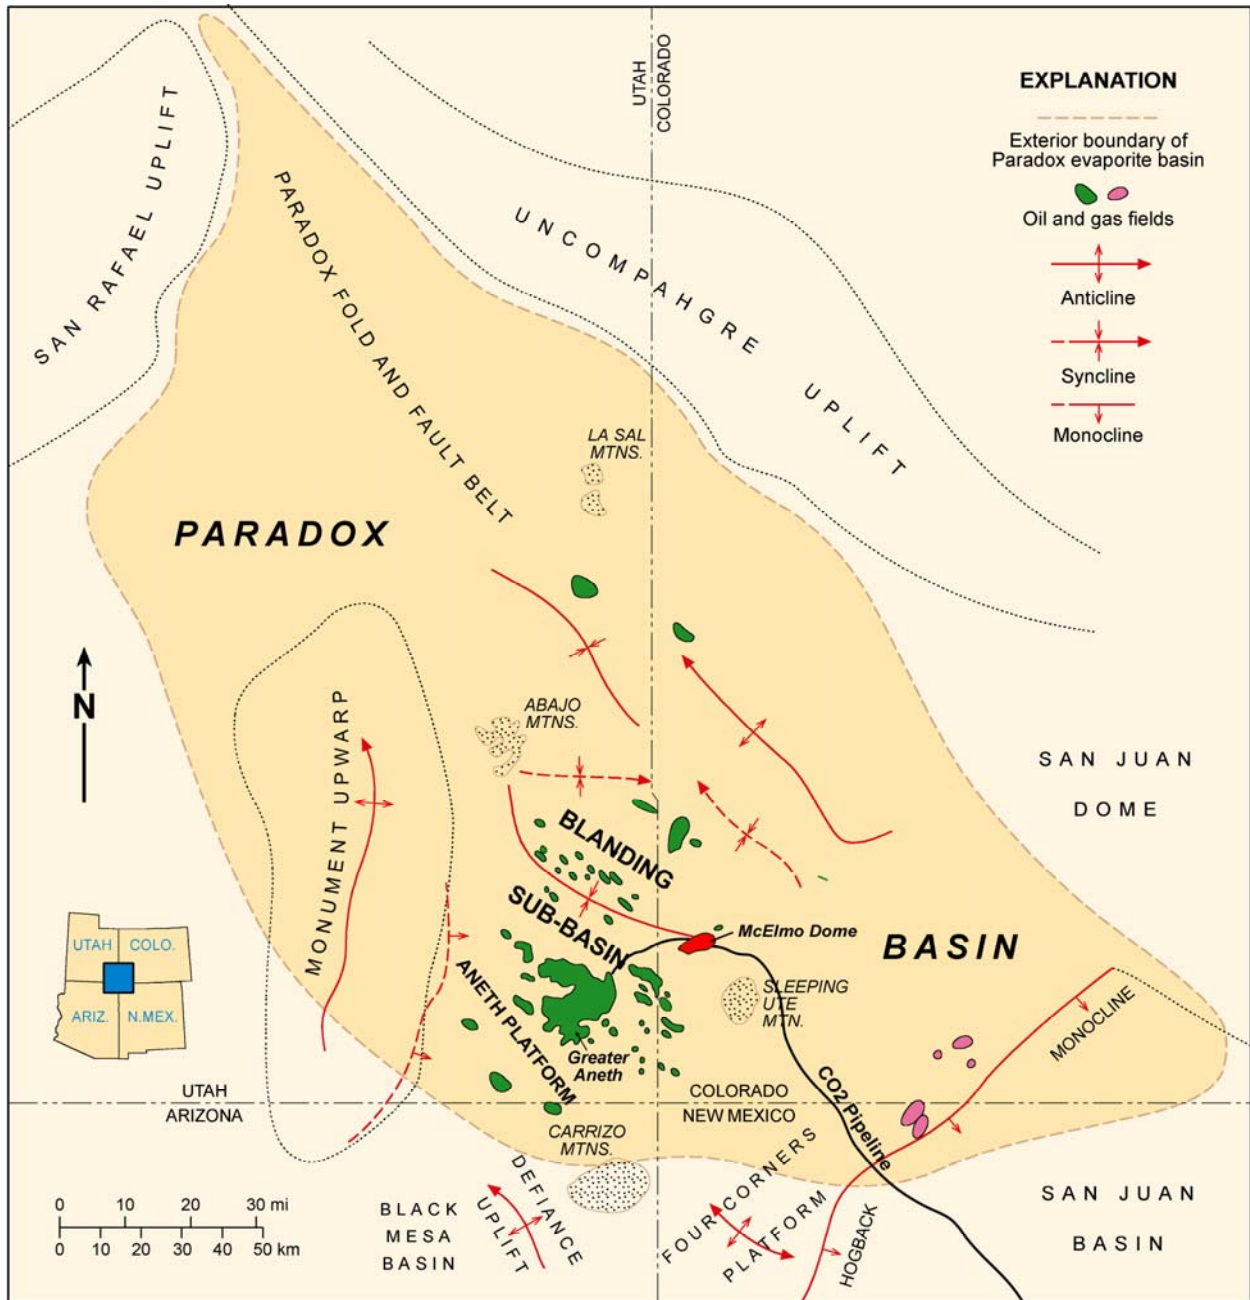 UTAH
COLORADO
EXPLANATION
Exterior boundary of
Paradox evaporite basin
Oil and gas fields
Anticline
Syncline
Monocline
SAN RAFAEL UPLIFT
PARADOX FOLD AND FAULT BELT
UNCOMPAHGRE UPLIFT
LA SAL
MTNS.
PARADOX
N
ABAJO
MTNS.
MONUMENT UPWARP
SAN JUAN
DOME
BLANDING
SUB-BASIN
McElmo Dome
BASIN
ANETH PLATFORM
SLEEPING
UTE
MTN.
UTAH
COLO.
ARIZ.
N.MEX.
Greater
Aneth
MONOCLINE
UTAH
ARIZONA
COLORADO
NEW MEXICO
CO2 Pipeline
CARRIZO
MTNS.
DEFIANCE
UPLIFT
BLACK
MESA
BASIN
FOUR CORNERS
PLATFORM
HOGBACK
SAN JUAN
BASIN
0 10 20 30 mi
0 10 20 30 40 50 km